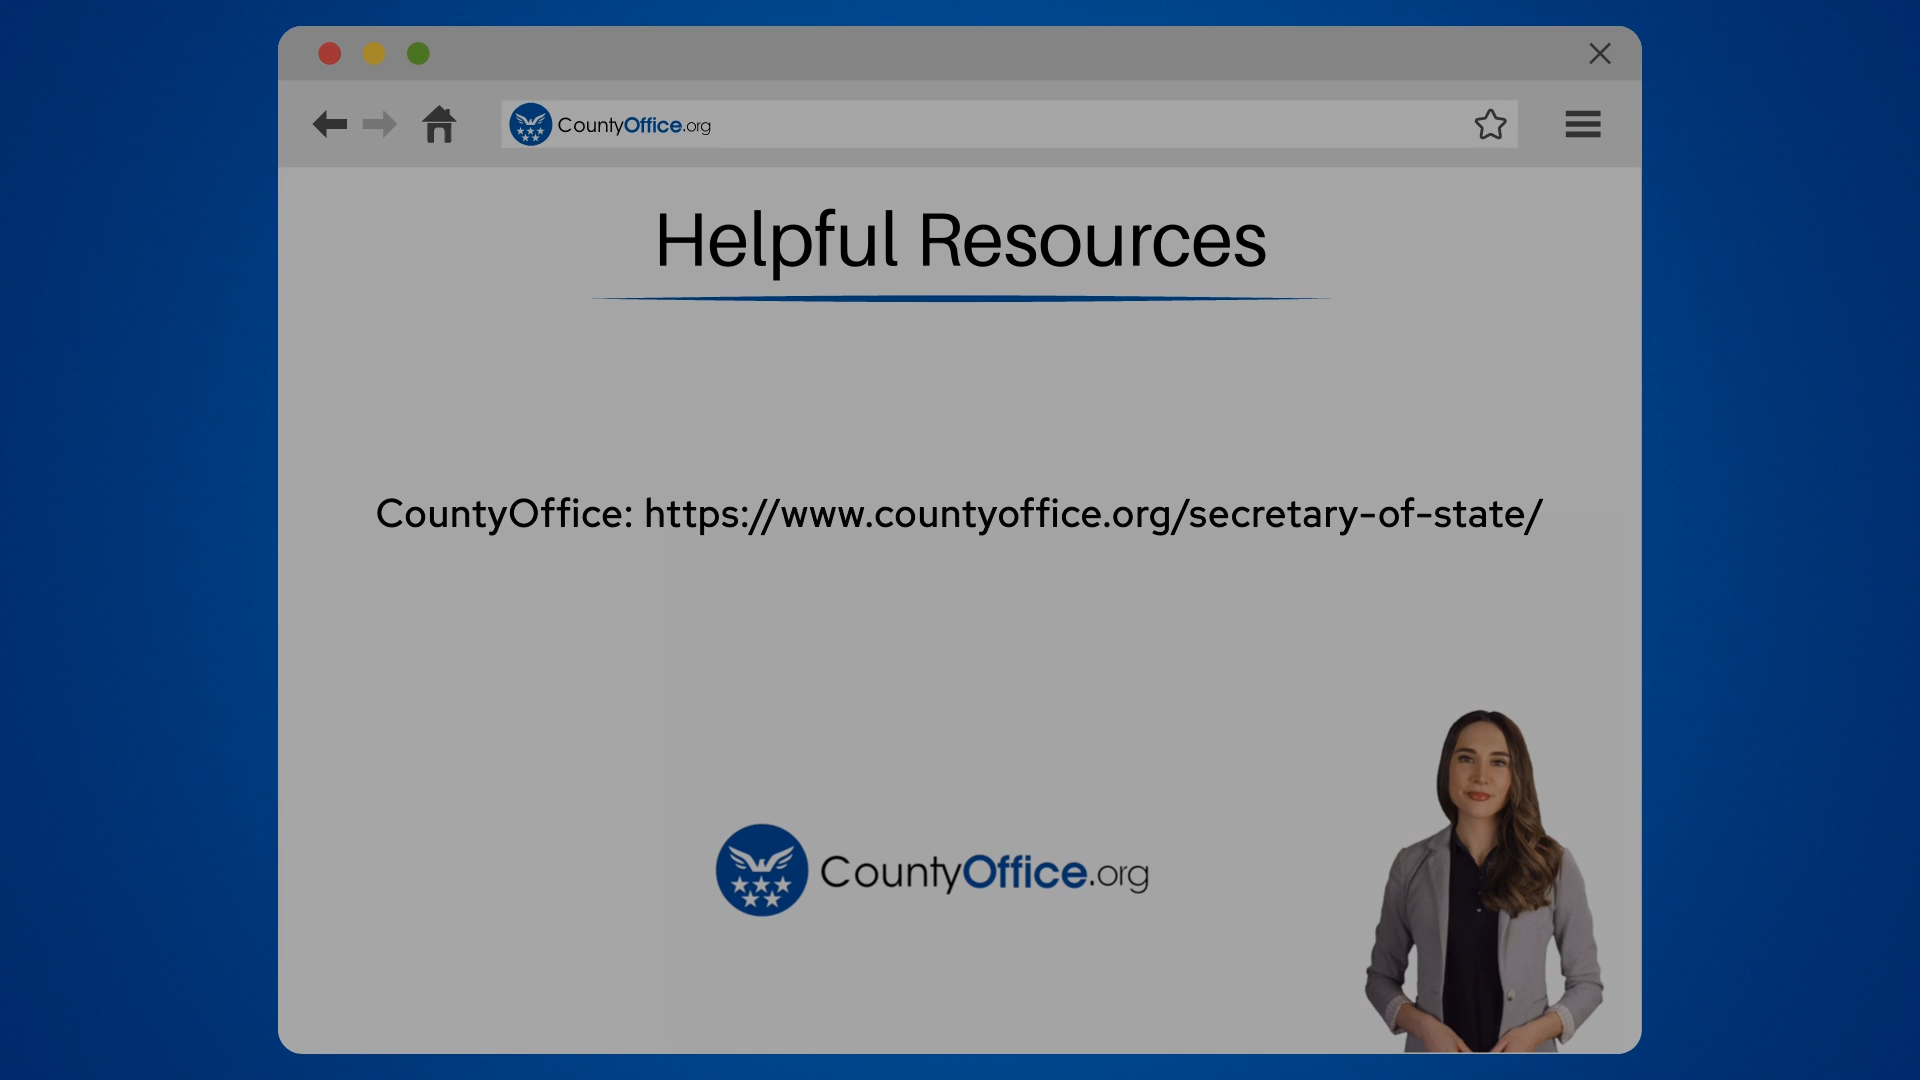 CountyOffice.org
Helpful Resources
CountyOffice: https://www.countyoffice.org/secretary-of-state/
CountyOffice.org